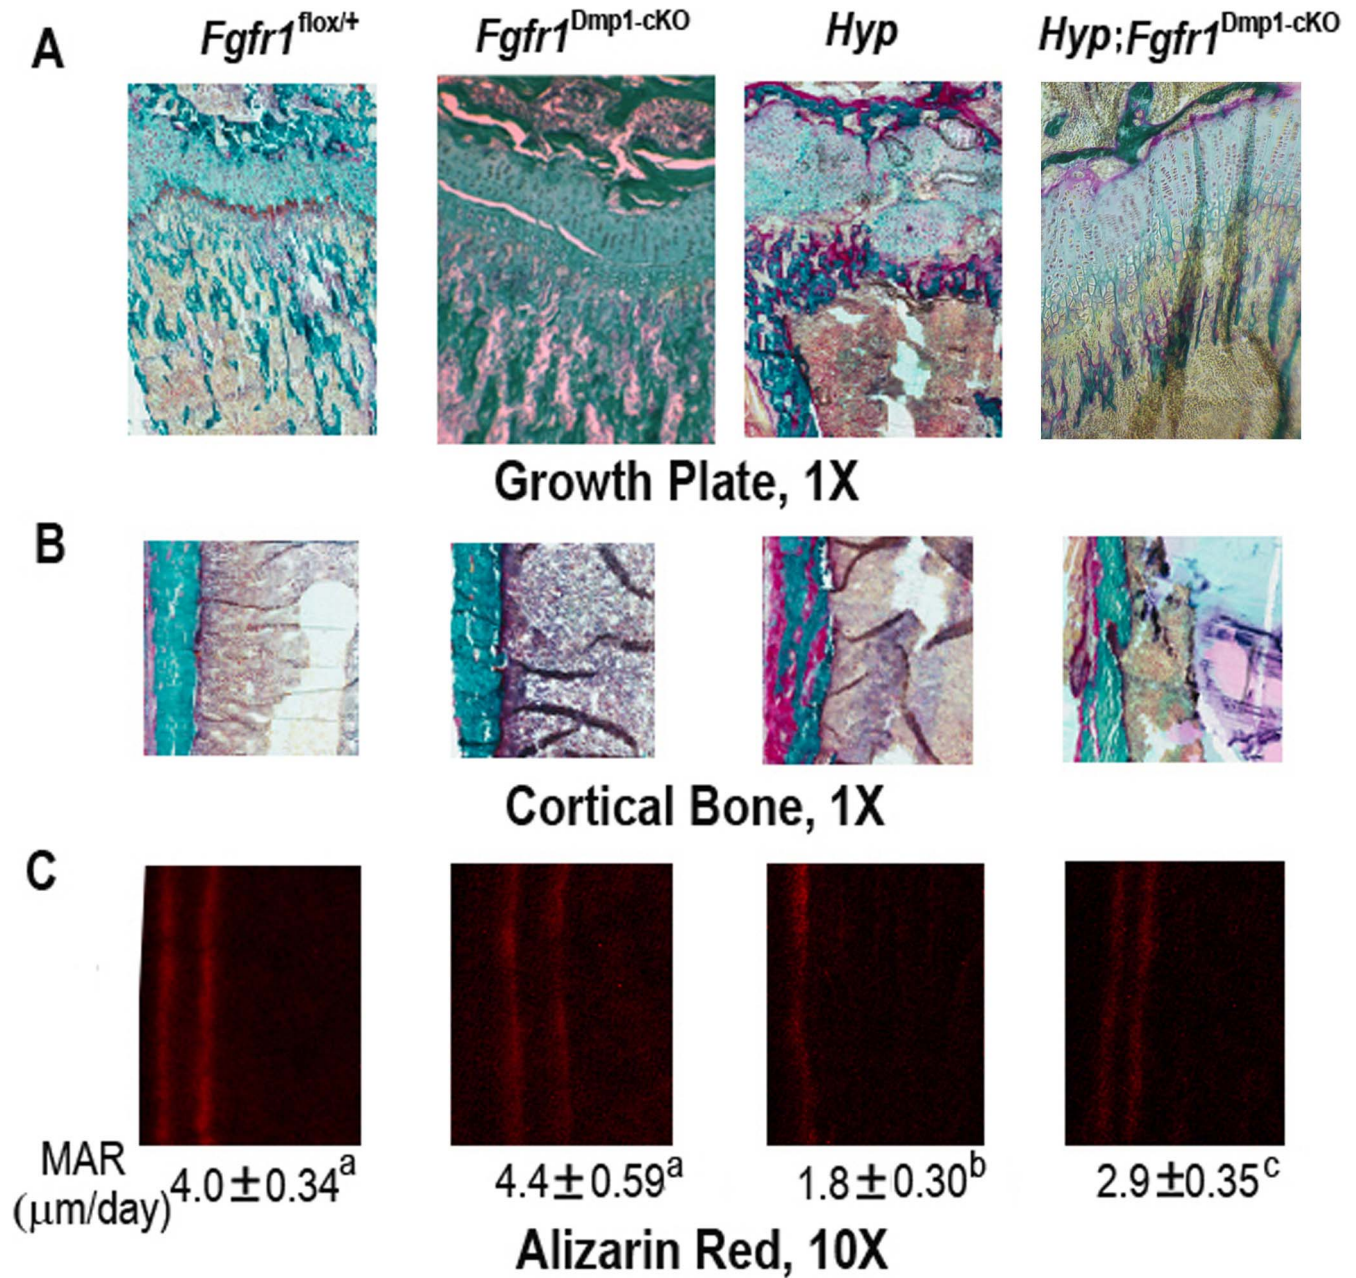 A
Fgfr1flox/+ Fgfr1Dmp1-cKO Hyp Hyp;Fgfr1Dmp1-cKO
Growth Plate, 1X
B
Cortical Bone, 1X
C
MAR
(μm/day) 4.0±0.34a 4.4±0.59a 1.8±0.30b 2.9±0.35c
Alizarin Red, 10X